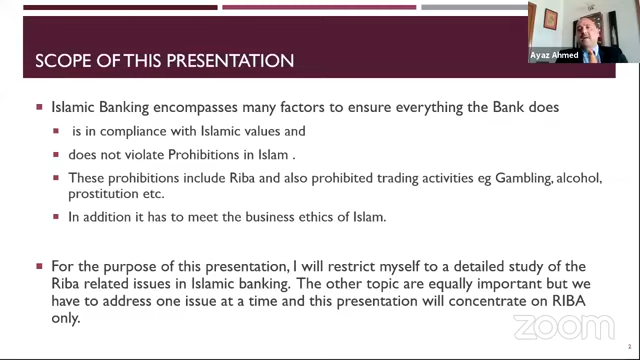 Ayaz Ahmed
SCOPE OF THIS PRESENTATION
Islamic Banking encompasses many factors to ensure everything the Bank does
is in compliance with Islamic values and
does not violate Prohibitions in Islam .
These prohibitions include Riba and also prohibited trading activities eg Gambling, alcohol,
prostitution etc.
In addition it has to meet the business ethics of Islam.
For the purpose of this presentation, I will restrict myself to a detailed study of the
Riba related issues in Islamic banking. The other topic are equally important but we
have to address one issue at a time and this presentation will concentrate on RIBA
only.
zoom
2